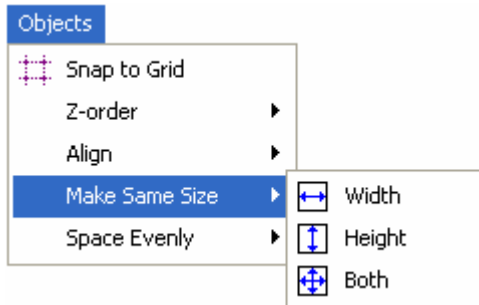 Objects
Snap to Grid
Z-order
Align
Make Same Size
Space Evenly
Width
Height
Both